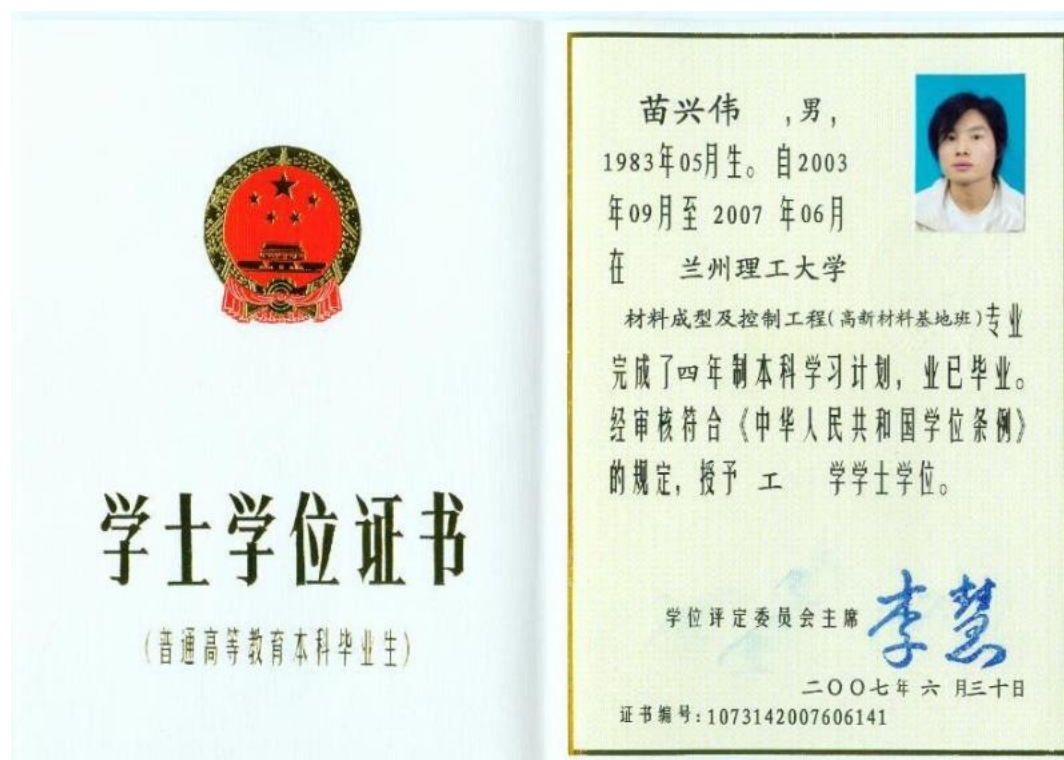 学士学位证书
(普通高等教育本科毕业生)
苗兴伟 ,男,
1983年05月生。自2003
年09月至 2007 年06月
在 兰州理工大学
材料成型及控制工程(高新材料基地班)专业
完成了四年制本科学习计划, 业已毕业。
经审核符合《中华人民共和国学位条例》
的规定, 授予 工 学学士学位。
学位评定委员会主席 李慧
二〇〇七年 六 月三十日
证书编号:1073142007606141